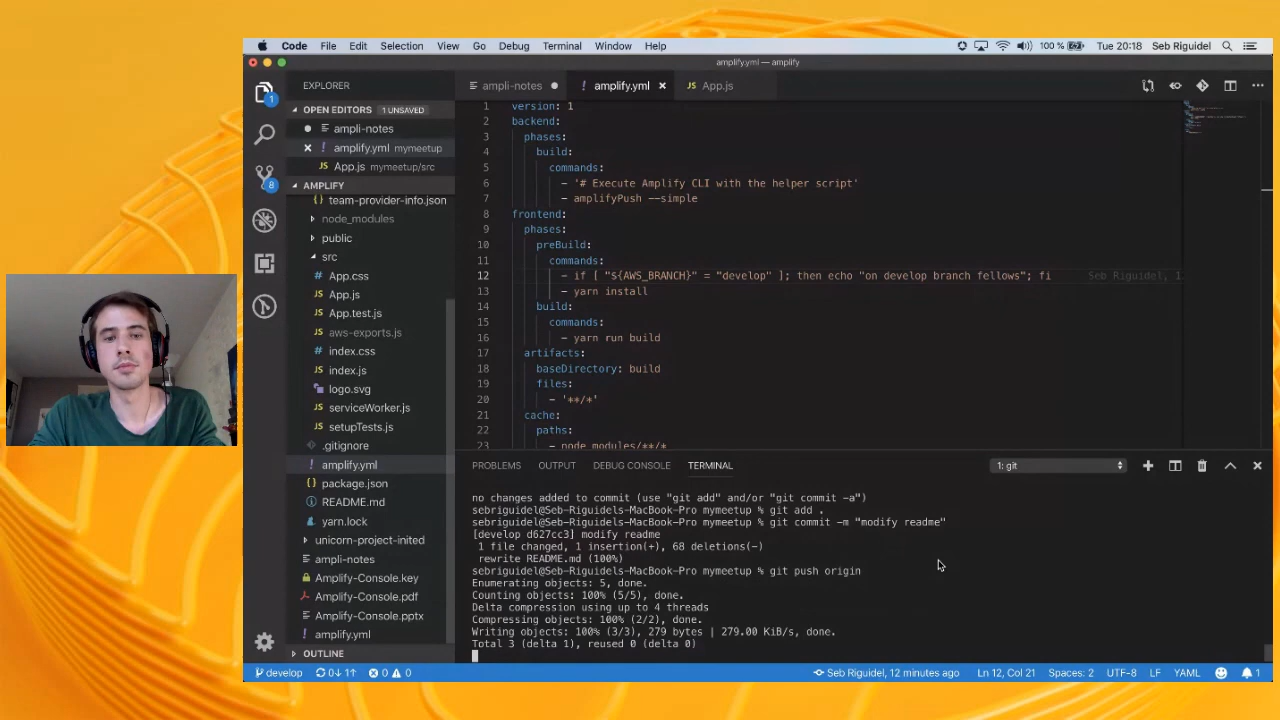 Code File Edit Selection View Go Debug Terminal Window Help 100 % Tue 20:18 Seb Riguidel
amplify.yml — amplify
EXPLORER
ampli-notes
! amplify.yml
JS App.js
OPEN EDITORS 1 UNSAVED
ampli-notes
! amplify.yml mymeetup
JS App.js mymeetup/src
AMPLIFY
{} team-provider-info.json
node_modules
public
src
App.css
JS App.js
JS App.test.js
JS aws-exports.js
index.css
JS index.js
logo.svg
JS serviceWorker.js
JS setupTests.js
.gitignore
! amplify.yml
{} package.json
README.md
yarn.lock
unicorn-project-inited
ampli-notes
Amplify-Console.key
Amplify-Console.pdf
Amplify-Console.pptx
! amplify.yml
OUTLINE
1
8
1 version: 1
2 backend:
3 phases:
4 build:
5 commands:
6 - '# Execute Amplify CLI with the helper script'
7 - amplifyPush --simple
8 frontend:
9 phases:
10 preBuild:
11 commands:
12 - if [ "${AWS_BRANCH}" = "develop" ]; then echo "on develop branch fellows"; fi Seb Riguidel, 1
13 - yarn install
14 build:
15 commands:
16 - yarn run build
17 artifacts:
18 baseDirectory: build
19 files:
20 - '**/*'
21 cache:
22 paths:
23 - node_modules/**/*
PROBLEMS OUTPUT DEBUG CONSOLE TERMINAL 1: git
no changes added to commit (use "git add" and/or "git commit -a")
sebriguidel@Seb-Riguidels-MacBook-Pro mymeetup % git add .
sebriguidel@Seb-Riguidels-MacBook-Pro mymeetup % git commit -m "modify readme"
[develop d627cc3] modify readme
1 file changed, 1 insertion(+), 68 deletions(-)
rewrite README.md (100%)
sebriguidel@Seb-Riguidels-MacBook-Pro mymeetup % git push origin
Enumerating objects: 5, done.
Counting objects: 100% (5/5), done.
Delta compression using up to 4 threads
Compressing objects: 100% (2/2), done.
Writing objects: 100% (3/3), 279 bytes | 279.00 KiB/s, done.
Total 3 (delta 1), reused 0 (delta 0)
develop 0↓ 1↑ 0 0 Seb Riguidel, 12 minutes ago Ln 12, Col 21 Spaces: 2 UTF-8 LF YAML 1